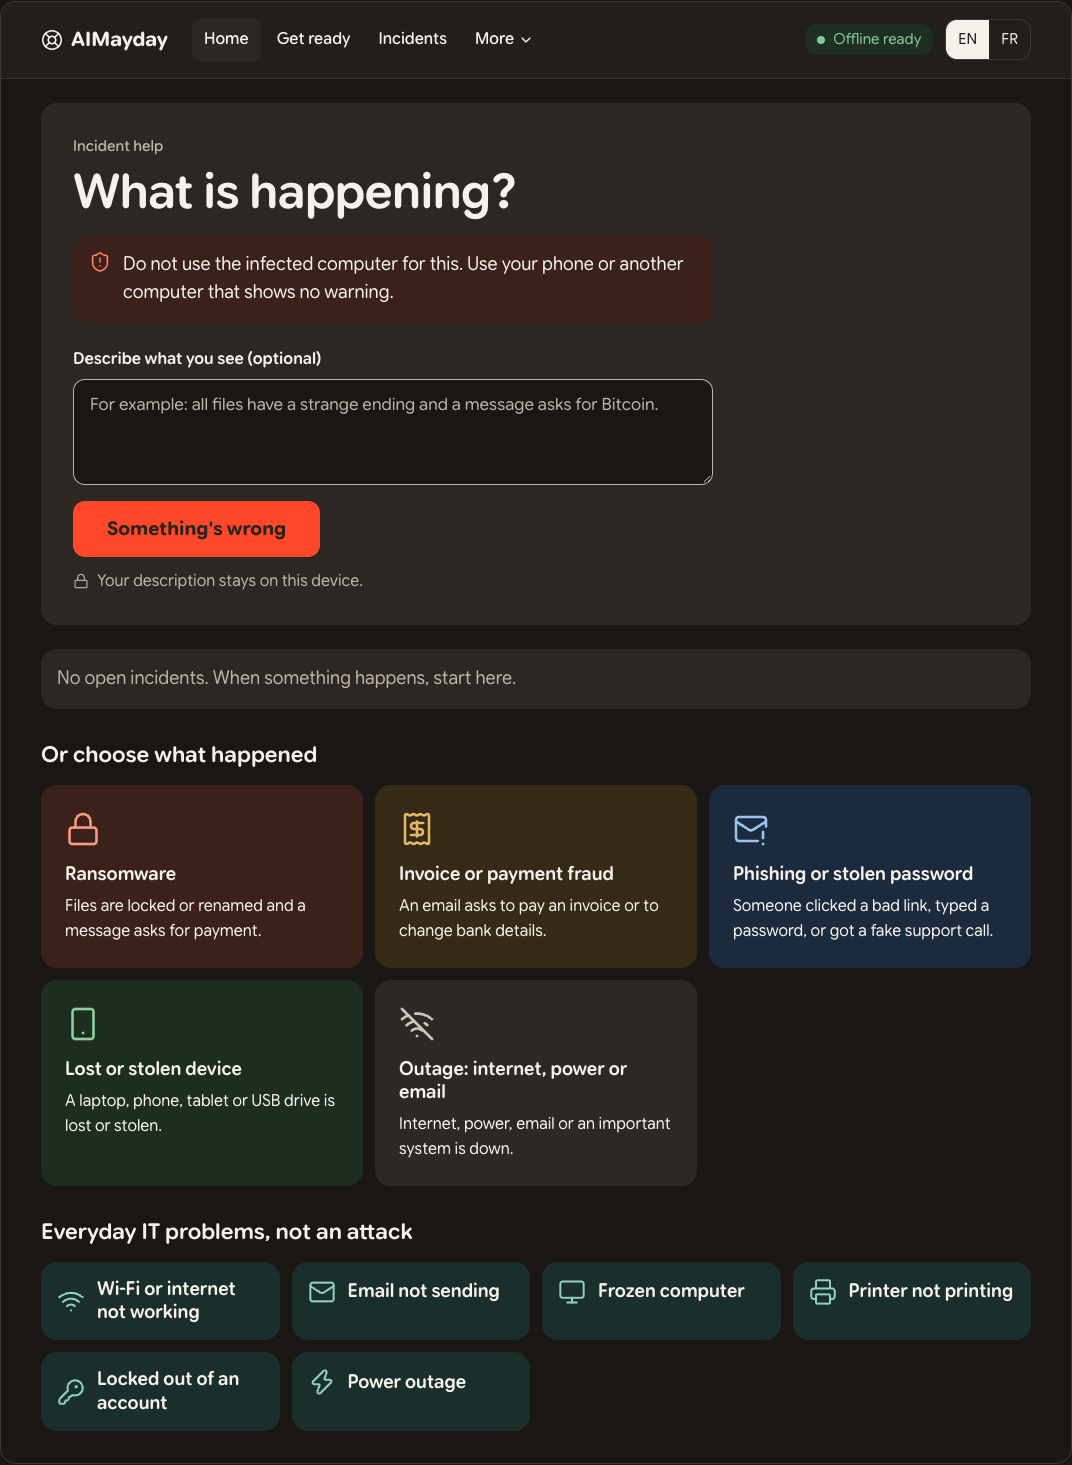 AIMayday
Home
Get ready
Incidents
More
Offline ready
EN
FR
Incident help
What is happening?
Do not use the infected computer for this. Use your phone or another
computer that shows no warning.
Describe what you see (optional)
For example: all files have a strange ending and a message asks for Bitcoin.
Something's wrong
Your description stays on this device.
No open incidents. When something happens, start here.
Or choose what happened
Ransomware
Files are locked or renamed and a
message asks for payment.
Invoice or payment fraud
An email asks to pay an invoice or to
change bank details.
Phishing or stolen password
Someone clicked a bad link, typed a
password, or got a fake support call.
Lost or stolen device
A laptop, phone, tablet or USB drive is
lost or stolen.
Outage: internet, power or
email
Internet, power, email or an important
system is down.
Everyday IT problems, not an attack
Wi-Fi or internet
not working
Email not sending
Frozen computer
Printer not printing
Locked out of an
account
Power outage